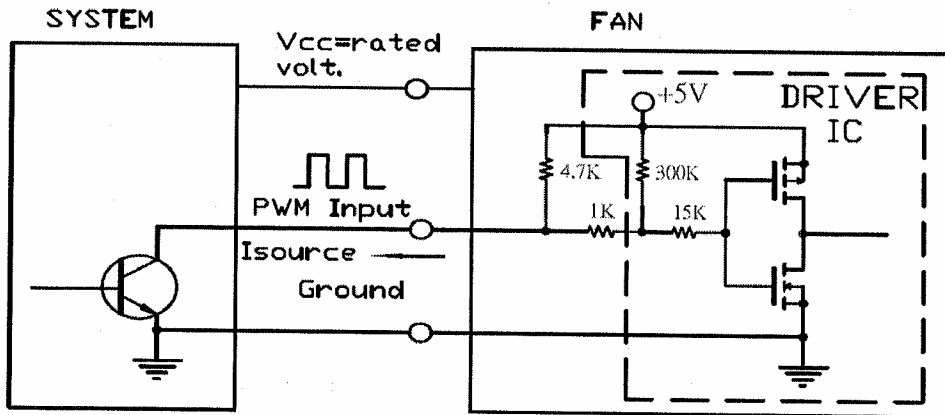 SYSTEM
FAN
Vcc=rated
volt.
+5V
DRIVER
IC
4.7K
300K
PWM Input
1K
15K
Isource
Ground